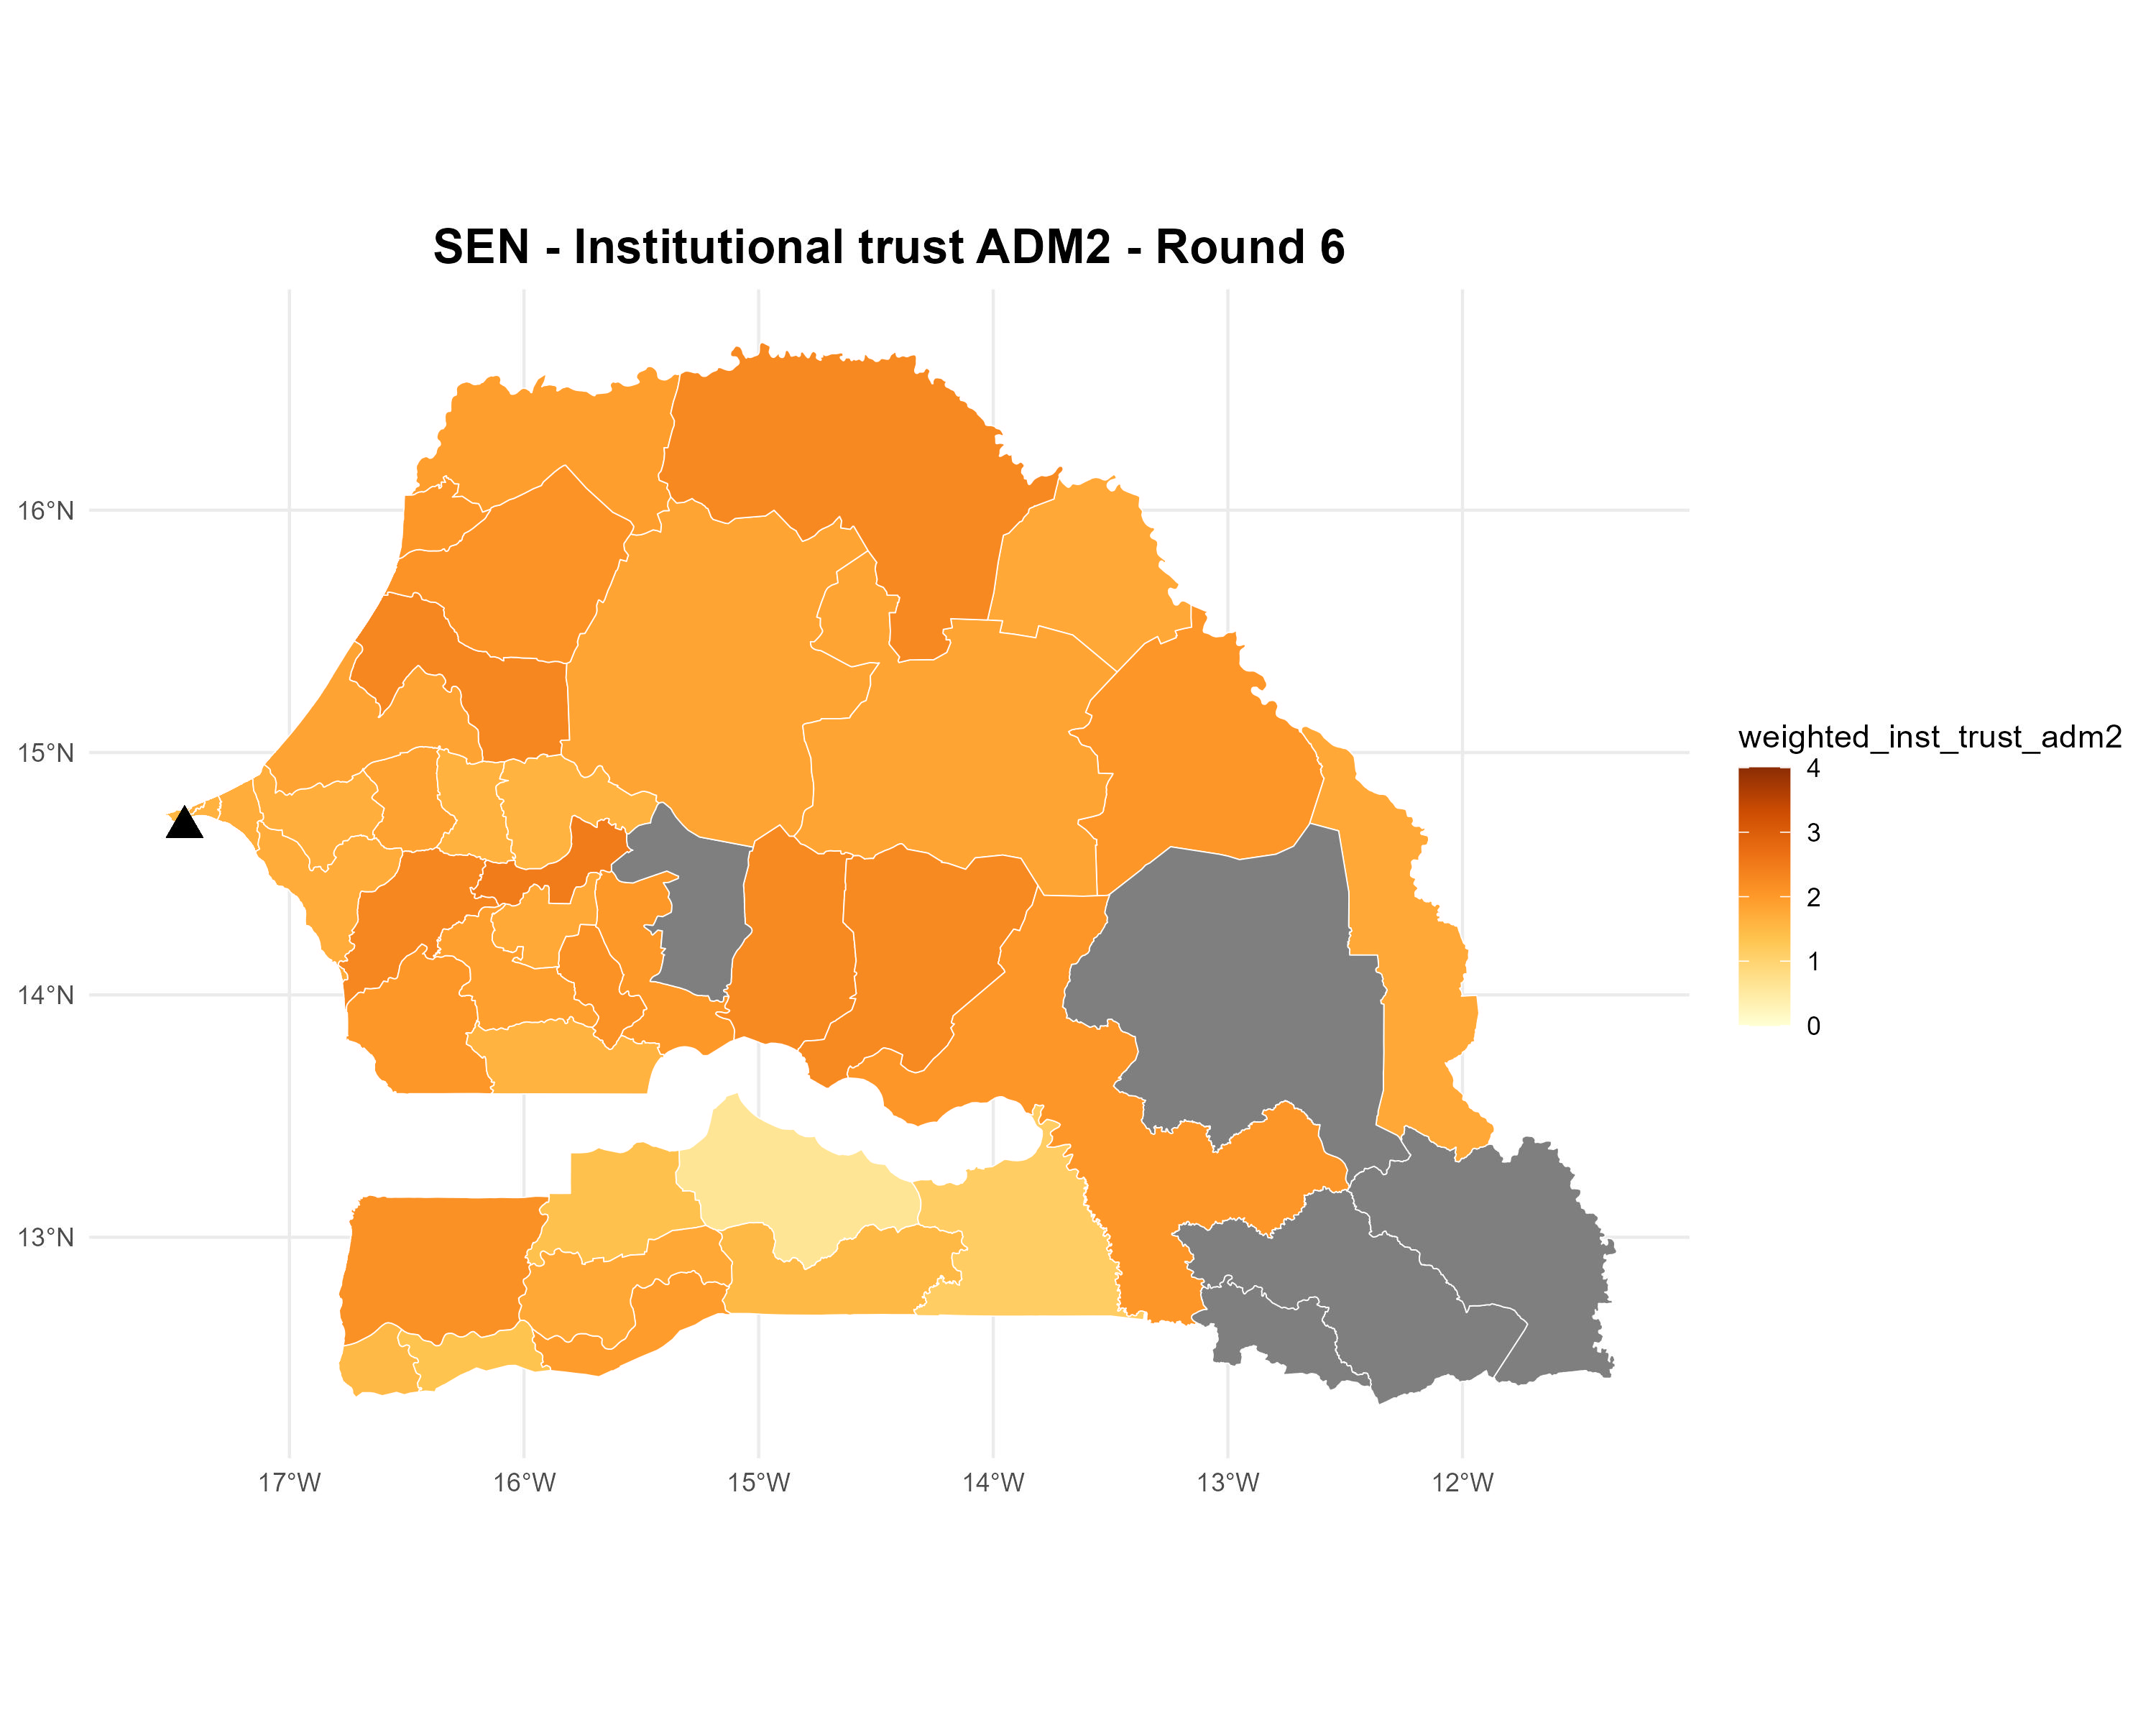 SEN - Institutional trust ADM2 - Round 6
16°N
15°N
14°N
13°N
17°W
16°W
15°W
14°W
13°W
12°W
weighted_inst_trust_adm2
4
3
2
1
0